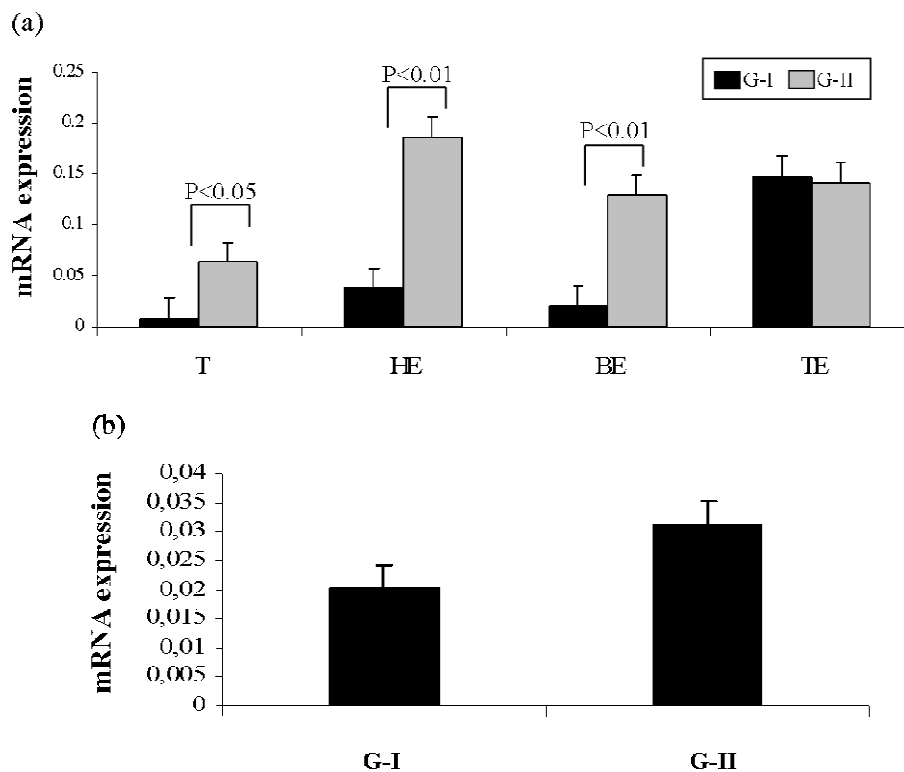 (a)
mRNA expression
0.25
0.2
0.15
0.1
0.05
0
P<0.05
P<0.01
P<0.01
G-I G-II
T HE BE TE
(b)
mRNA expression
0,04
0,035
0,03
0,025
0,02
0,015
0,01
0,005
0
G-I G-II